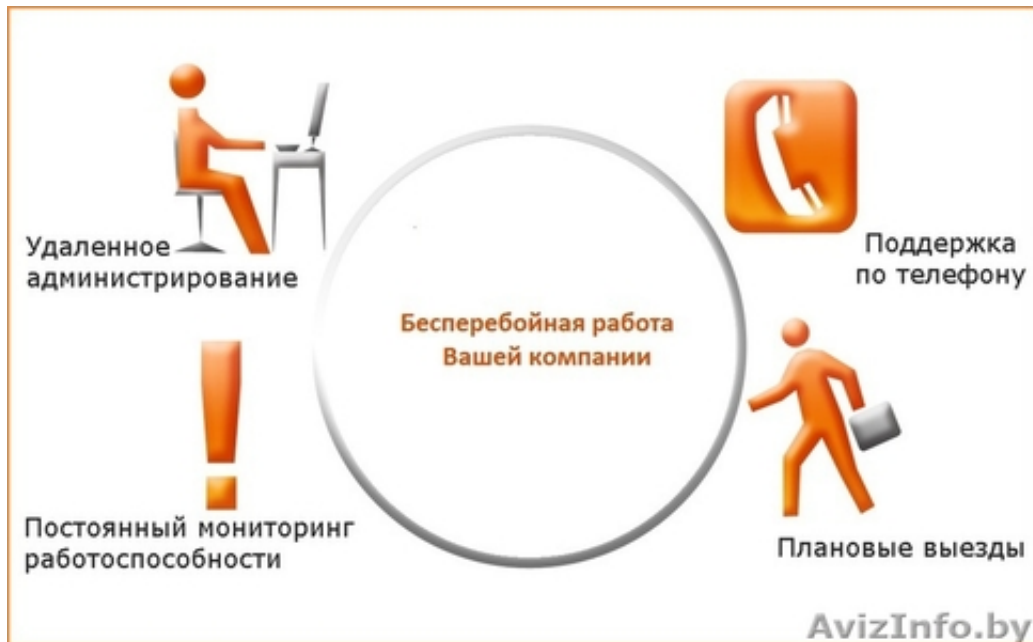 Удаленное
администрирование
Поддержка
по телефону
Бесперебойная работа
Вашей компании
Постоянный мониторинг
работоспособности
Плановые выезды
AvizInfo.by